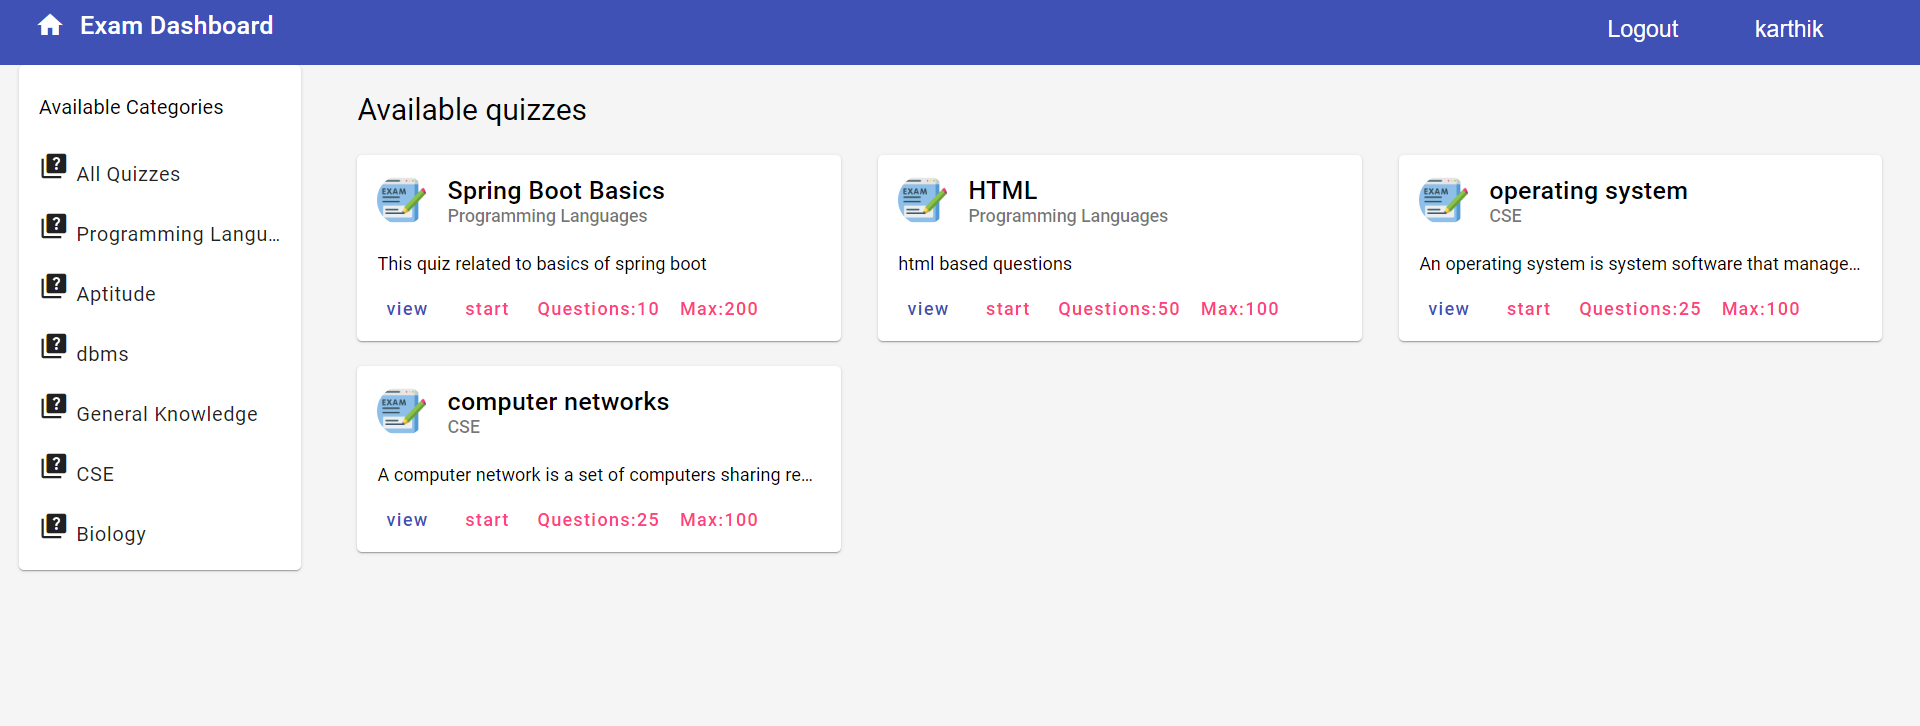 Exam Dashboard
Logout
karthik
Available Categories
All Quizzes
Programming Langu...
Aptitude
dbms
General Knowledge
CSE
Biology
Available quizzes
EXAM
Spring Boot Basics
Programming Languages
This quiz related to basics of spring boot
view start Questions:10 Max:200
EXAM
HTML
Programming Languages
html based questions
view start Questions:50 Max:100
EXAM
operating system
CSE
An operating system is system software that manage...
view start Questions:25 Max:100
EXAM
computer networks
CSE
A computer network is a set of computers sharing re...
view start Questions:25 Max:100